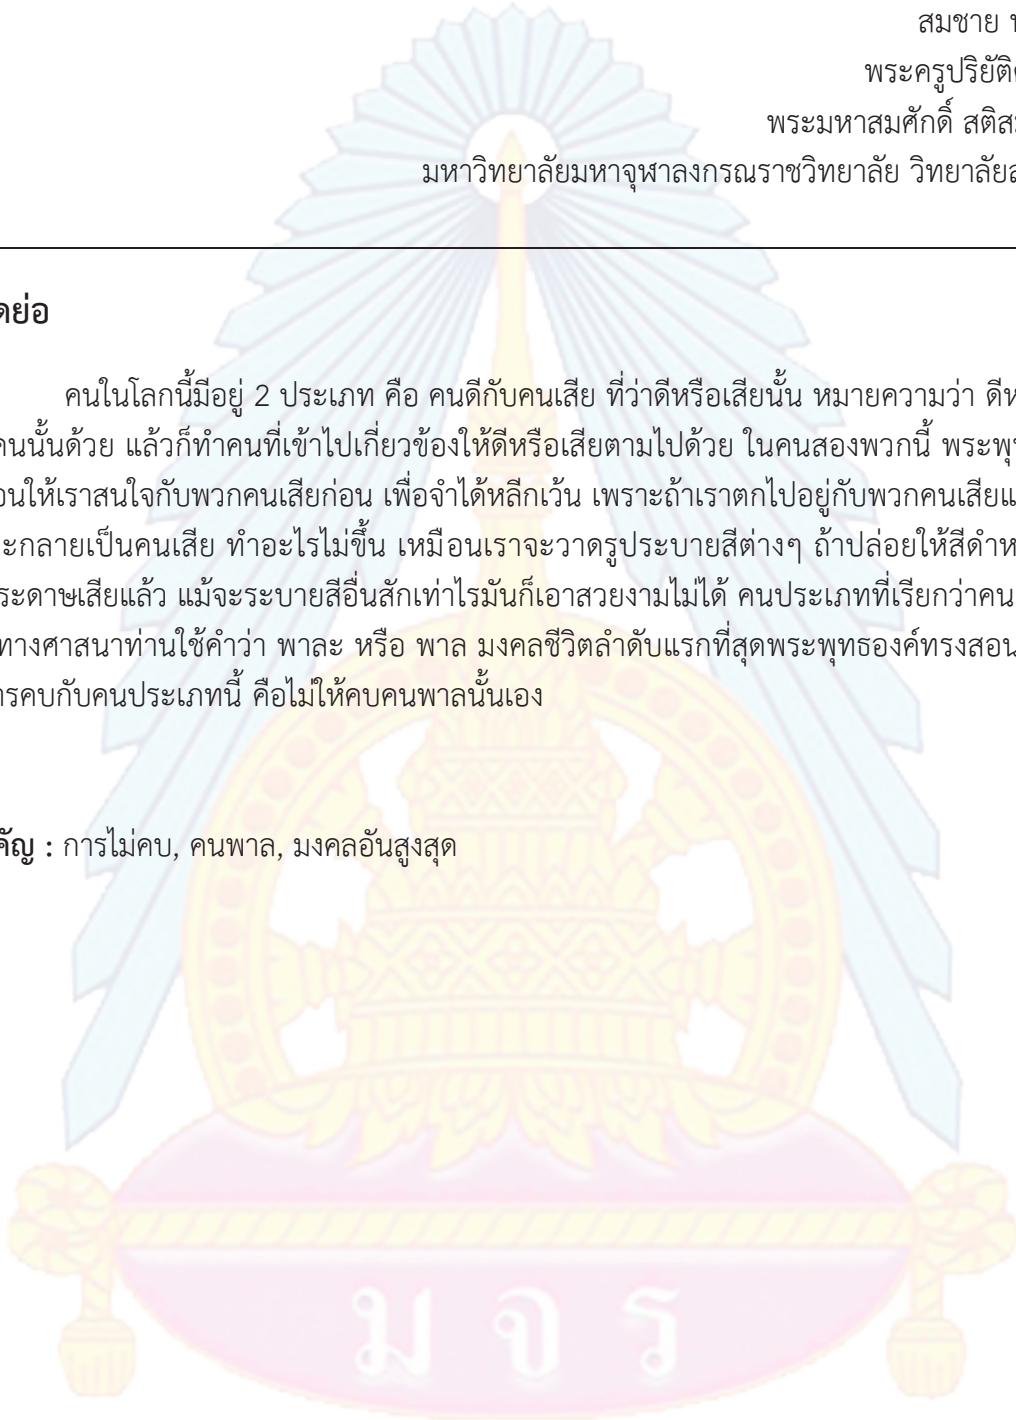 สมชาย
พระครูปริยัติ
พระมหาสมศักดิ์ สติส
มหาวิทยาลัยมหาจุฬาลงกรณราชวิทยาลัย วิทยาลัยส
ดย่อ
คนในโลกนี้มีอยู่ 2 ประเภท คือ คนดีกับคนเสีย ที่ว่าดีหรือเสียนั้น หมายความว่า ดีห
คนนั้นด้วย แล้วก็ทำคนที่เข้าไปเกี่ยวข้องให้ดีหรือเสียตามไปด้วย ในคนสองพวกนี้ พระพุ
อนให้เราสนใจกับพวกคนเสียก่อน เพื่อจำได้หลีกเว้น เพราะถ้าเราตกไปอยู่กับพวกคนเสียแ
ะกลายเป็นคนเสีย ทำอะไรไม่ขึ้น เหมือนเราจะวาดรูประบายสีต่างๆ ถ้าปล่อยให้สีดำห
ระดาษเสียแล้ว แม้จะระบายสีอื่นสักเท่าไรมันก็เอาสวยงามไม่ได้ คนประเภทที่เรียกว่าคน
ทางศาสนาท่านใช้คำว่า พาละ หรือ พาล มงคลชีวิตลำดับแรกที่สุดพระพุทธองค์ทรงสอน
ารคบกับคนประเภทนี้ คือไม่ให้คบคนพาลนั้นเอง
คัญ : การไม่คบ, คนพาล, มงคลอันสูงสุด
ม จ ร